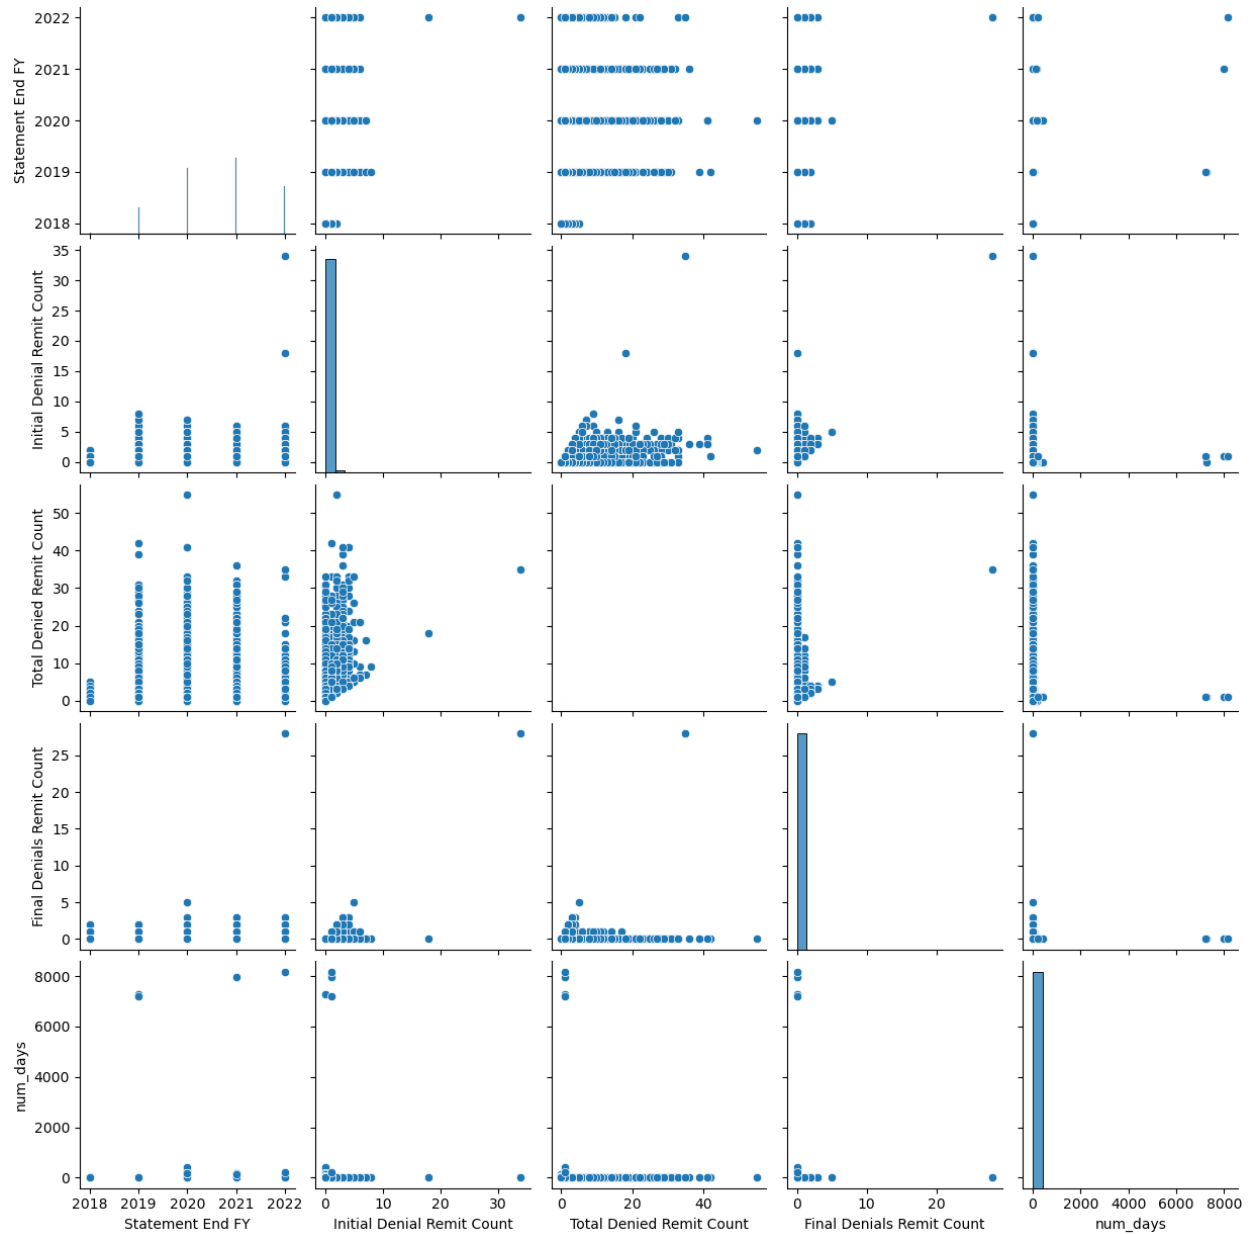 2022
2021
2020
2019
2018
Statement End FY
35
30
25
20
15
10
5
0
Initial Denial Remit Count
50
40
30
20
10
0
Total Denied Remit Count
25
20
15
10
5
0
Final Denials Remit Count
8000
6000
4000
2000
0
num_days
2018 2019 2020 2021 2022
Statement End FY
0 10 20 30
Initial Denial Remit Count
0 20 40
Total Denied Remit Count
0 20
Final Denials Remit Count
0 2000 4000 6000 8000
num_days